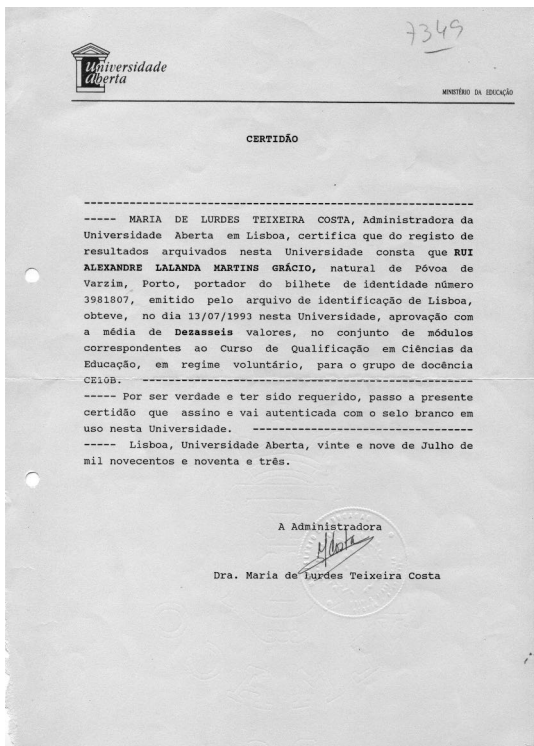 7349
Universidade
Aberta
MINISTÉRIO DA EDUCAÇÃO
CERTIDÃO
--------------------------------------------------------------
----- MARIA DE LURDES TEIXEIRA COSTA, Administradora da
Universidade Aberta em Lisboa, certifica que do registo de
resultados arquivados nesta Universidade consta que RUI
ALEXANDRE LALANDA MARTINS GRÁCIO, natural de Póvoa de
Varzim, Porto, portador do bilhete de identidade número
3981807, emitido pelo arquivo de identificação de Lisboa,
obteve, no dia 13/07/1993 nesta Universidade, aprovação com
a média de Dezasseis valores, no conjunto de módulos
correspondentes ao Curso de Qualificação em Ciências da
Educação, em regime voluntário, para o grupo de docência
CE10B. -----------------------------------------------------
----- Por ser verdade e ter sido requerido, passo a presente
certidão que assino e vai autenticada com o selo branco em
uso nesta Universidade. -----------------------------------
----- Lisboa, Universidade Aberta, vinte e nove de Julho de
mil novecentos e noventa e três.
A Administradora
MCosta
Dra. Maria de Lurdes Teixeira Costa